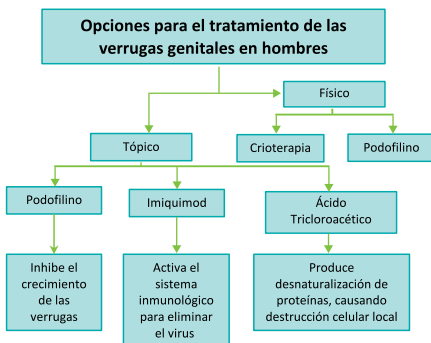 Opciones para el tratamiento de las
verrugas genitales en hombres
Físico
Tópico
Crioterapia
Podofilino
Podofilino
Imiquimod
Ácido
Tricloroacético
Inhibe el
crecimiento
de las
verrugas
Activa el
sistema
inmunológico
para eliminar
el virus
Produce
desnaturalización de
proteínas, causando
destrucción celular local